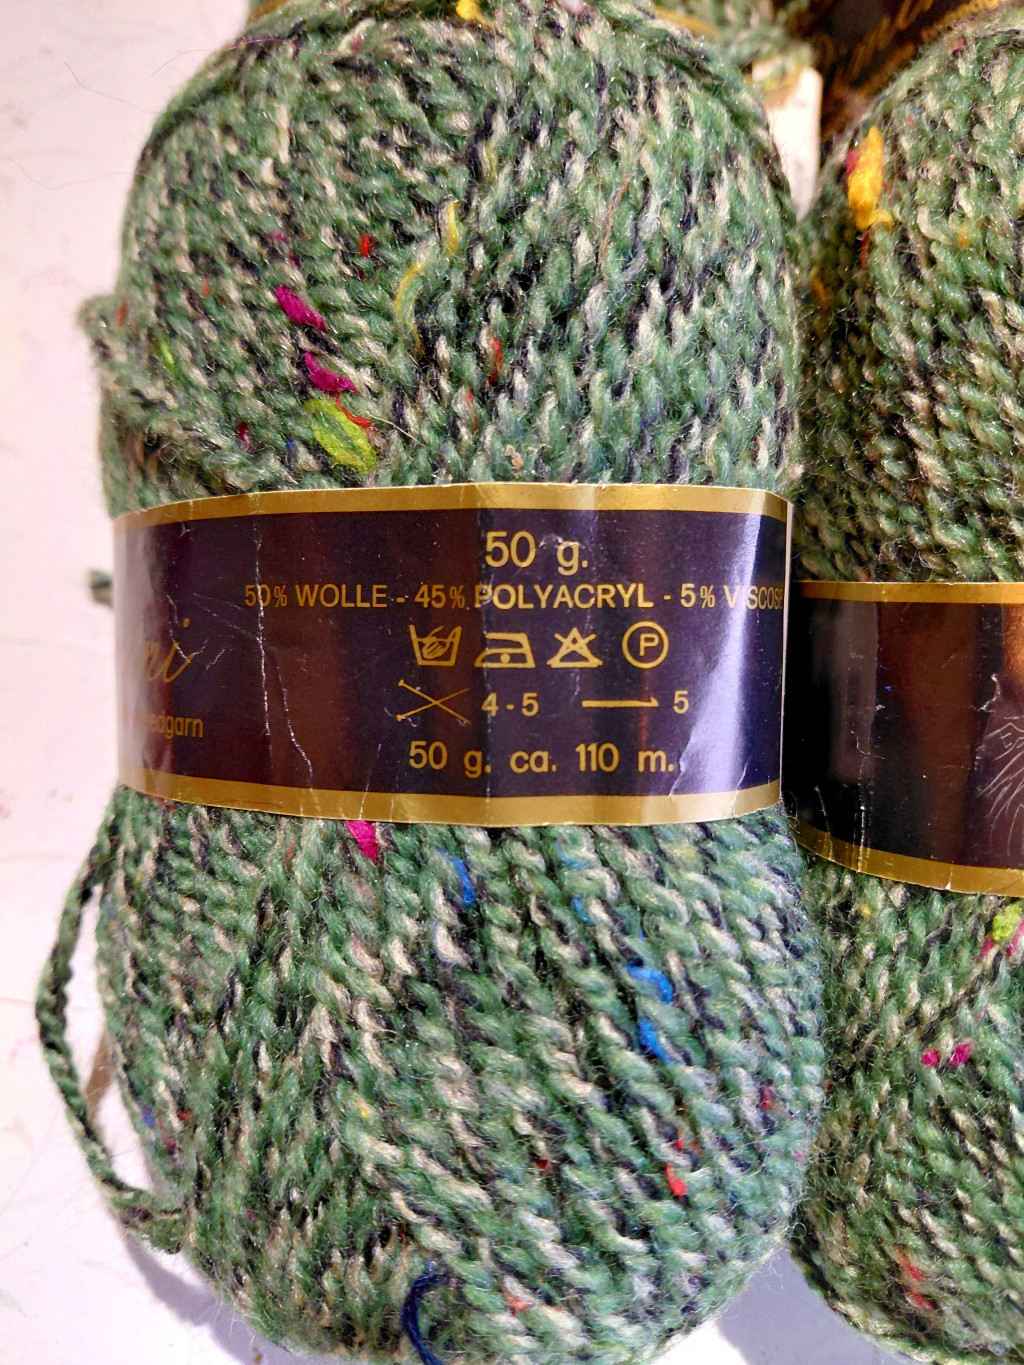 50 g.
50% WOLLE - 45% POLYACRYL - 5% VISCOSE
P
4-5 5
50 g. ca. 110 m.